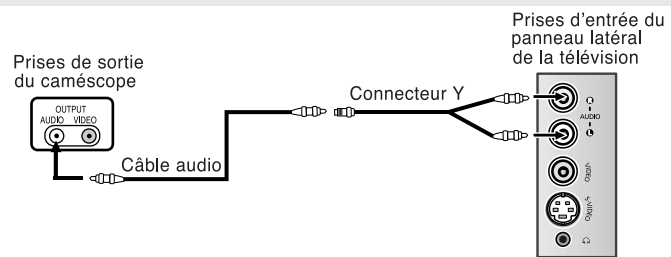 Prises d'entrée du
panneau latéral
de la télévision
Prises de sortie
du caméscope
Connecteur Y
OUTPUT
AUDIO VIDEO
Câble audio
R
AUDIO
L
VIDEO
S-VIDEO